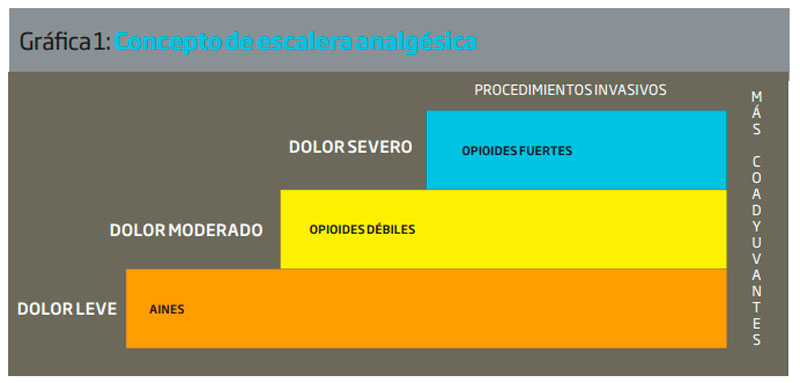 Gráfica 1: Concepto de escalera analgésica
PROCEDIMIENTOS INVASIVOS
DOLOR SEVERO
OPIOIDES FUERTES
DOLOR MODERADO
OPIOIDES DÉBILES
DOLOR LEVE
AINES
MÁS COADYUVANTES